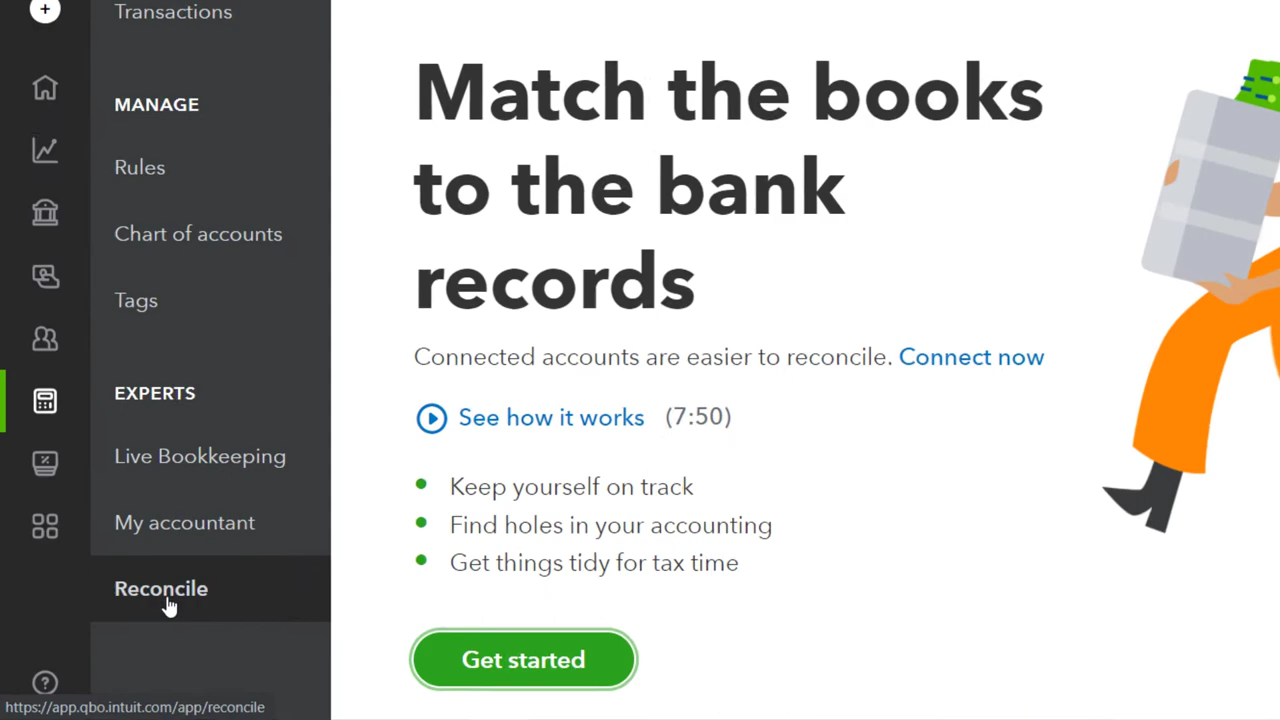 +
Transactions
MANAGE
Rules
Chart of accounts
Tags
EXPERTS
Live Bookkeeping
My accountant
Reconcile
?
https://app.qbo.intuit.com/app/reconcile
Match the books
to the bank
records
Connected accounts are easier to reconcile. Connect now
See how it works (7:50)
Keep yourself on track
Find holes in your accounting
Get things tidy for tax time
Get started